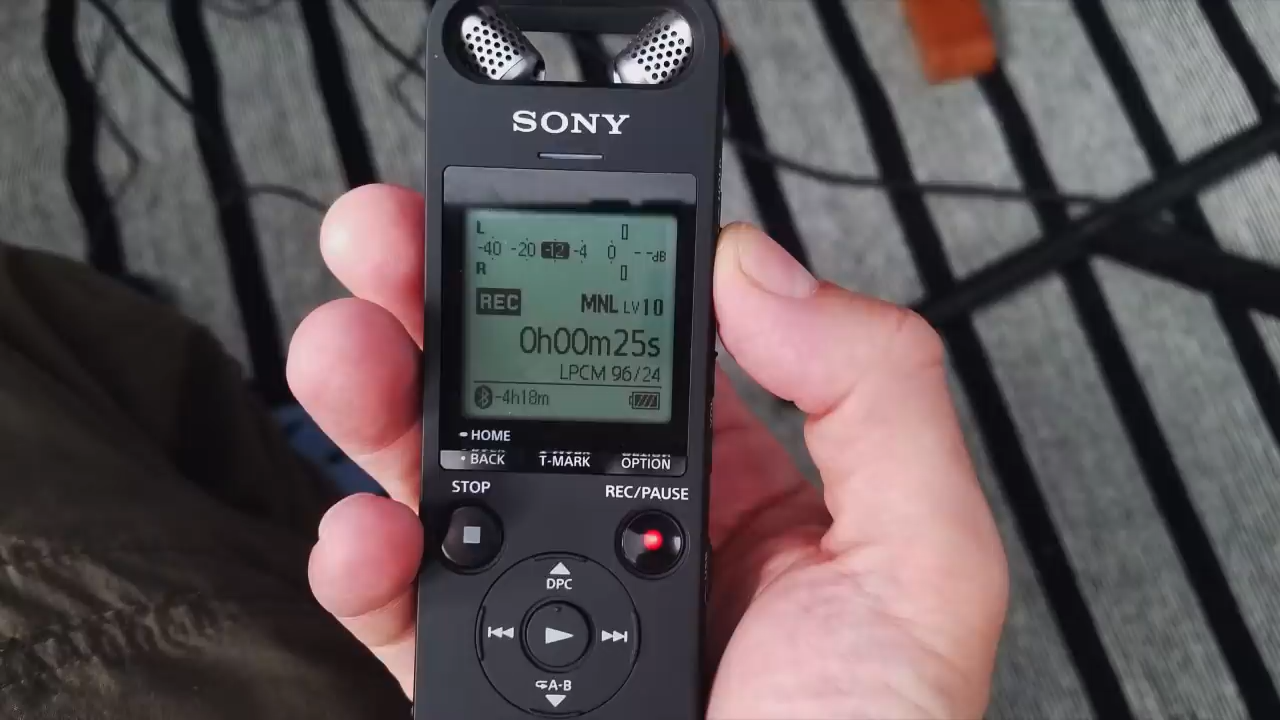 SONY
L
-40 -20 -12 -4 0 --dB
R
REC MNL LV10
0h00m25s
LPCM 96/24
-4h18m
HOME
BACK T-MARK OPTION
STOP REC/PAUSE
DPC
A-B